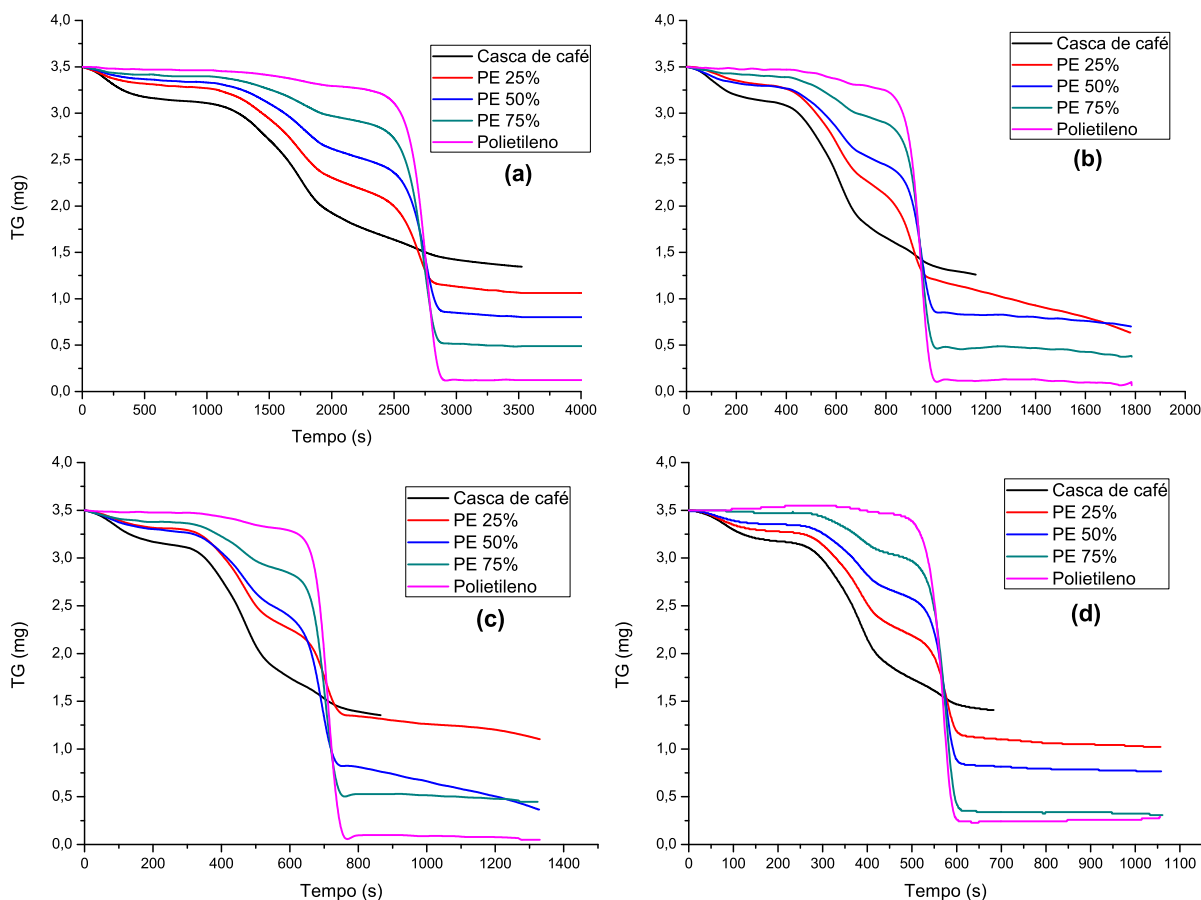 4,0
3,5
3,0
2,5
2,0
1,5
1,0
0,5
0,0
TG (mg)
0 500 1000 1500 2000 2500 3000 3500 4000
Tempo (s)
Casca de café
PE 25%
PE 50%
PE 75%
Polietileno
(a)
4,0
3,5
3,0
2,5
2,0
1,5
1,0
0,5
0,0
TG (mg)
0 200 400 600 800 1000 1200 1400 1600 1800 2000
Tempo (s)
Casca de café
PE 25%
PE 50%
PE 75%
Polietileno
(b)
4,0
3,5
3,0
2,5
2,0
1,5
1,0
0,5
0,0
TG (mg)
0 200 400 600 800 1000 1200 1400
Tempo (s)
Casca de café
PE 25%
PE 50%
PE 75%
Polietileno
(c)
4,0
3,5
3,0
2,5
2,0
1,5
1,0
0,5
0,0
TG (mg)
0 100 200 300 400 500 600 700 800 900 1000 1100
Tempo (s)
Casca de café
PE 25%
PE 50%
PE 75%
Polietileno
(d)